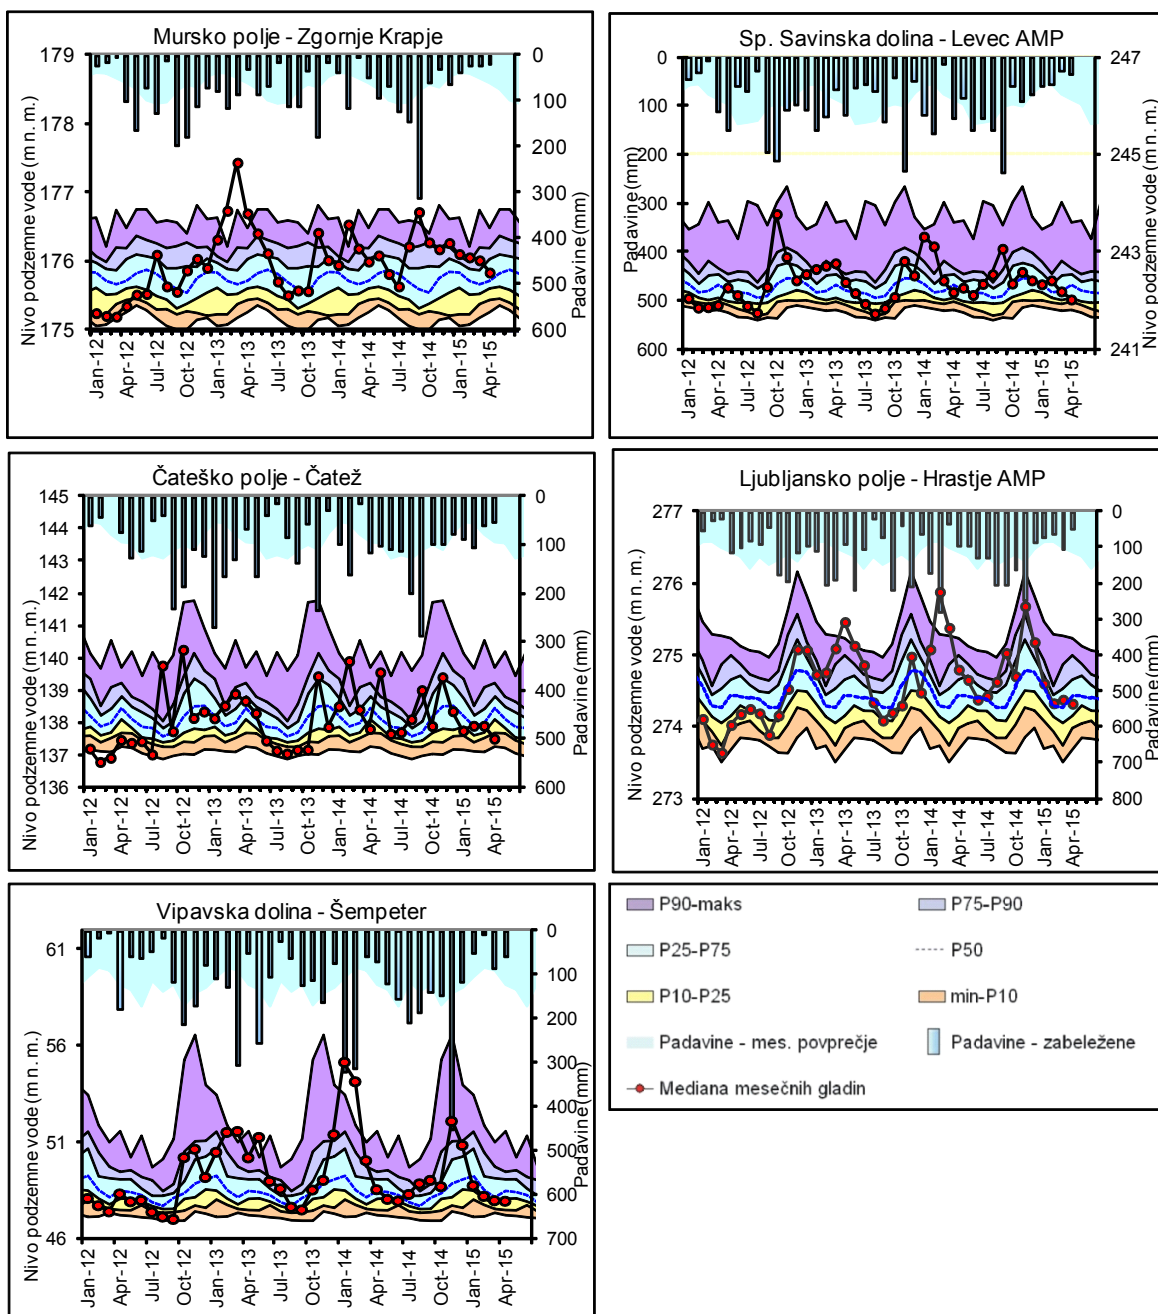 Mursko polje - Zgornje Krapje
Nivo podzemne vode (m n. m.)
179
178
177
176
175
0
100
200
300
400
500
600
Padavine (mm)
Jan-12
Apr-12
Jul-12
Oct-12
Jan-13
Apr-13
Jul-13
Oct-13
Jan-14
Apr-14
Jul-14
Oct-14
Jan-15
Apr-15
Sp. Savinska dolina - Levec AMP
Padavine (mm)
0
100
200
300
400
500
600
247
245
243
241
Nivo podzemne vode (m n. m.)
Jan-12
Apr-12
Jul-12
Oct-12
Jan-13
Apr-13
Jul-13
Oct-13
Jan-14
Apr-14
Jul-14
Oct-14
Jan-15
Apr-15
Čateško polje - Čatež
Nivo podzemne vode (m n. m.)
145
144
143
142
141
140
139
138
137
136
0
100
200
300
400
500
600
Padavine (mm)
Jan-12
Apr-12
Jul-12
Oct-12
Jan-13
Apr-13
Jul-13
Oct-13
Jan-14
Apr-14
Jul-14
Oct-14
Jan-15
Apr-15
Ljubljansko polje - Hrastje AMP
Nivo podzemne vode (m n. m.)
277
276
275
274
273
0
100
200
300
400
500
600
700
800
Padavine (mm)
Jan-12
Apr-12
Jul-12
Oct-12
Jan-13
Apr-13
Jul-13
Oct-13
Jan-14
Apr-14
Jul-14
Oct-14
Jan-15
Apr-15
Vipavska dolina - Šempeter
Nivo podzemne vode (m n. m.)
61
56
51
46
0
100
200
300
400
500
600
700
Padavine (mm)
Jan-12
Apr-12
Jul-12
Oct-12
Jan-13
Apr-13
Jul-13
Oct-13
Jan-14
Apr-14
Jul-14
Oct-14
Jan-15
Apr-15
P90-maks
P75-P90
P25-P75
P50
P10-P25
min-P10
Padavine - mes. povprečje
Padavine - zabeležene
Mediana mesečnih gladin